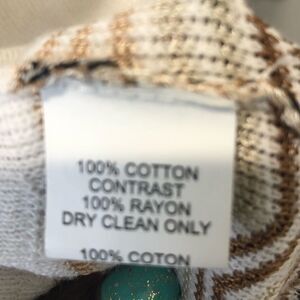 100% COTTON
CONTRAST
100% RAYON
DRY CLEAN ONLY
100% COTON